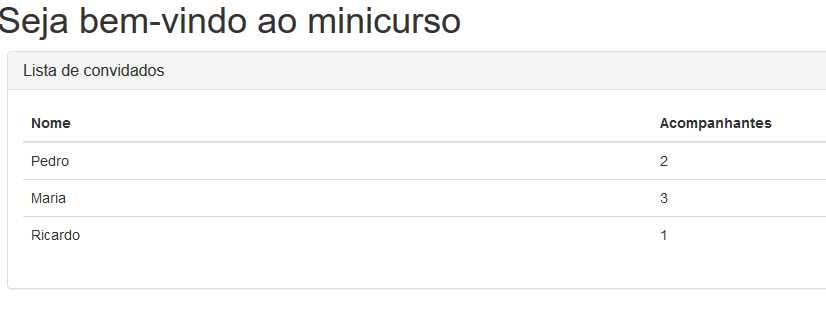 Seja bem-vindo ao minicurso
Lista de convidados
Nome Acompanhantes
Pedro 2
Maria 3
Ricardo 1